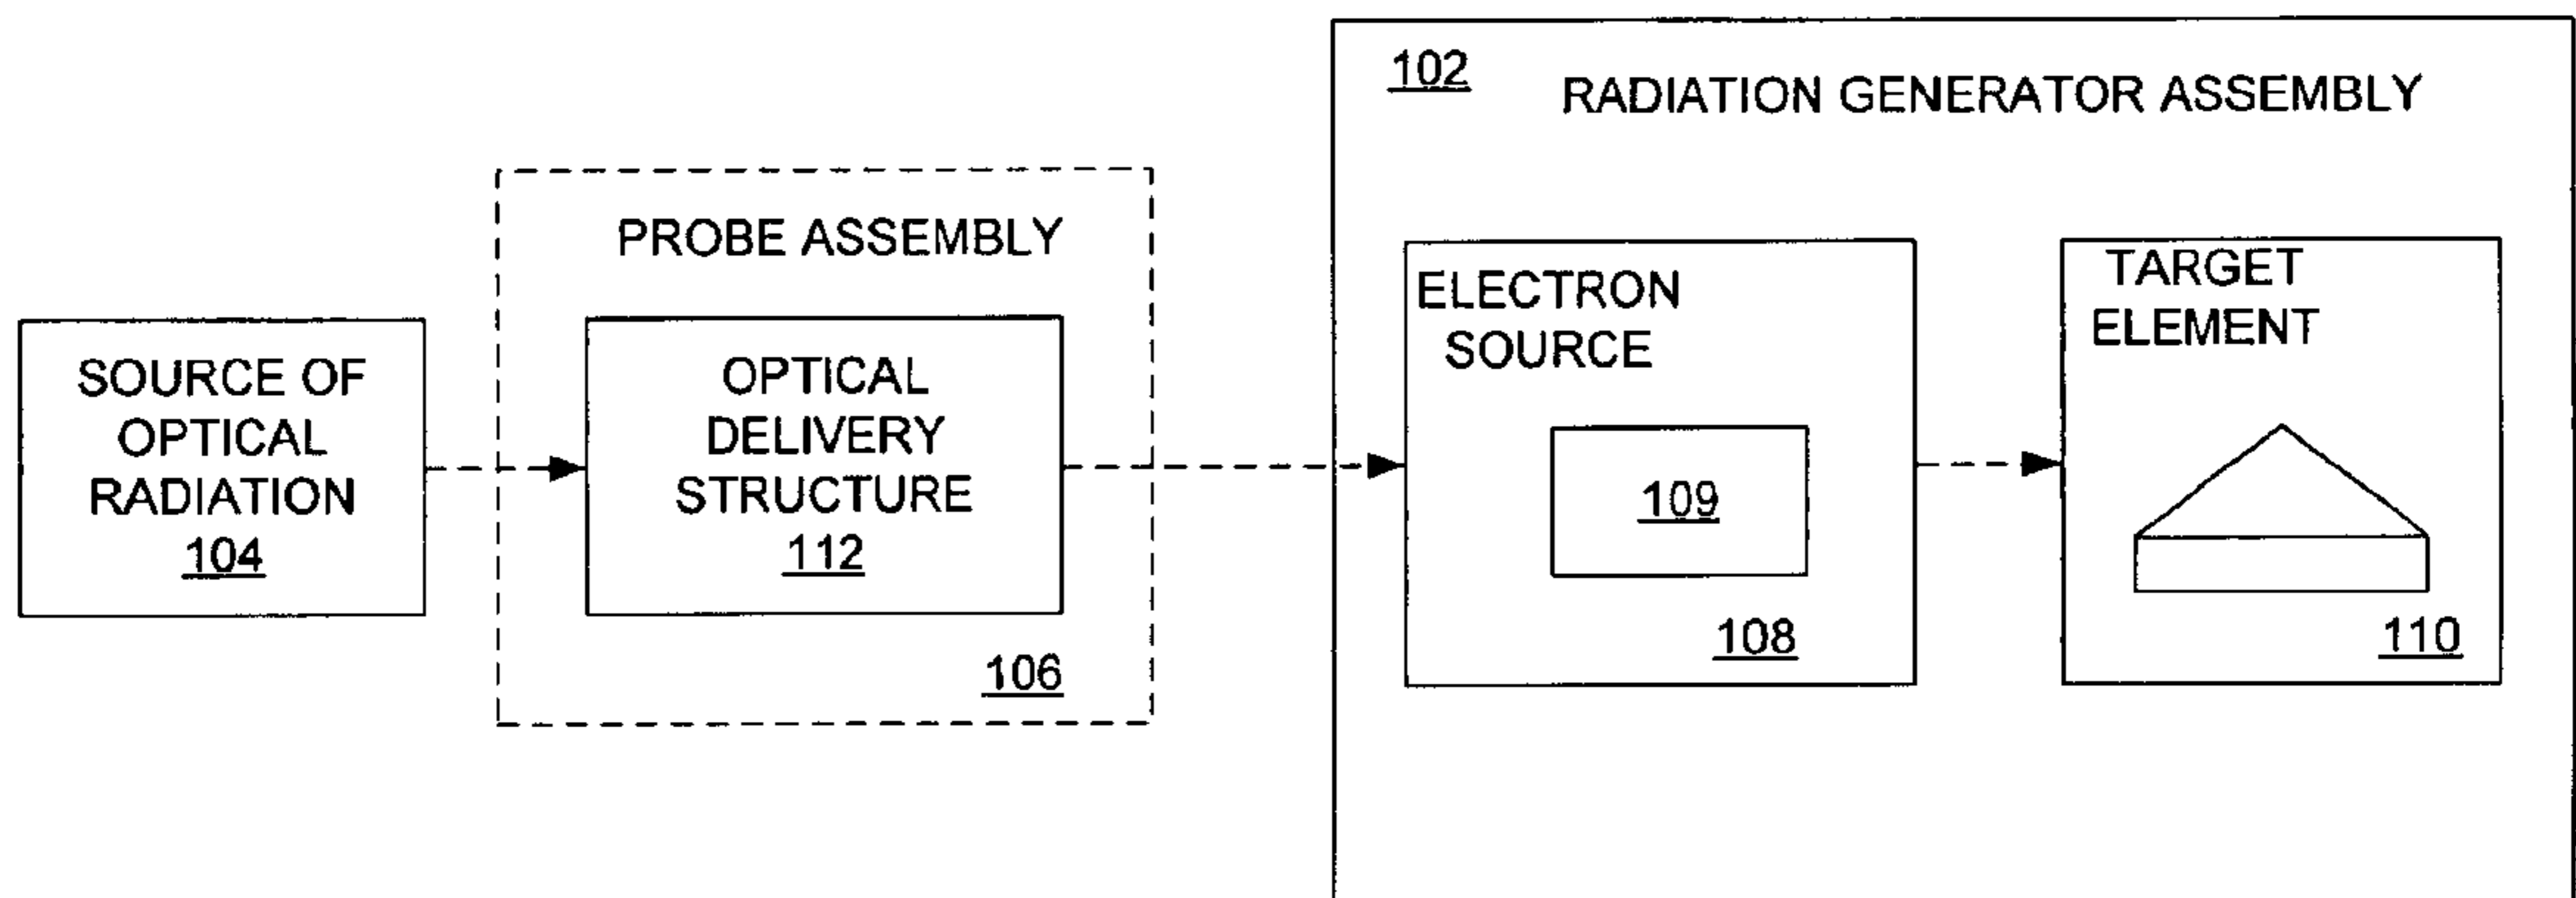 SOURCE OF
OPTICAL
RADIATION
104
PROBE ASSEMBLY
OPTICAL
DELIVERY
STRUCTURE
112
106
102
RADIATION GENERATOR ASSEMBLY
ELECTRON
SOURCE
109
108
TARGET
ELEMENT
110